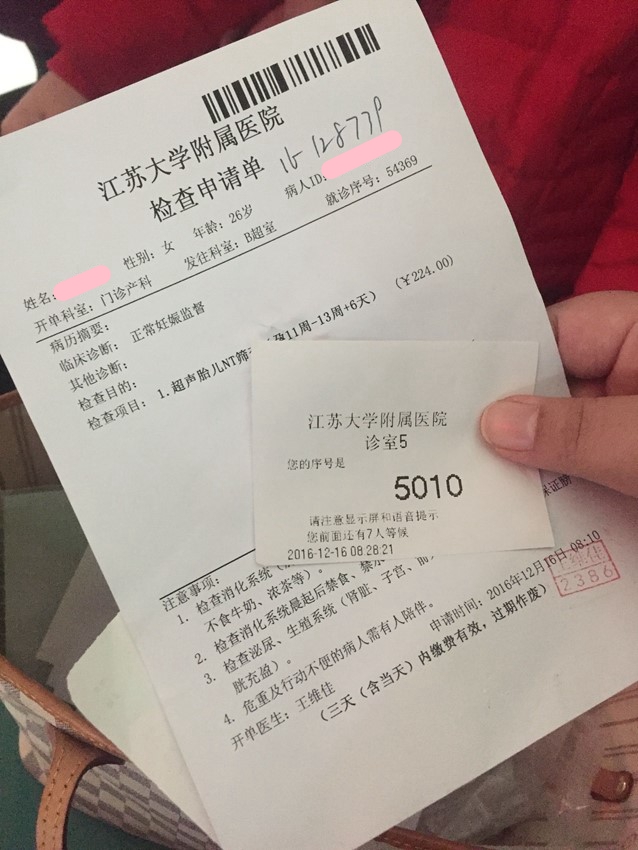 江苏大学附属医院
检查申请单
16-128779
病人ID:
姓名: 性别: 女 年龄: 26岁 就诊序号: 54369
开单科室: 门诊产科 发往科室: B超室
病历摘要:
临床诊断: 正常妊娠监督
其他诊断:
检查目的:
检查项目: 1.超声胎儿NT筛 孕11周-13周+6天) (¥224.00)
江苏大学附属医院
诊室5
您的序号是
5010
请注意显示屏和语音提示
您前面还有7人等候
2016-12-16 08:28:21
注意事项:
1. 检查消化系统
不食牛奶、浓茶等)。
2. 检查消化系统晨起后禁食、禁水
3. 检查泌尿、生殖系统(肾脏、子宫、前
胱充盈)。
4. 危重及行动不便的病人需有人陪伴。
开单医生: 王维佳 申请时间: 2016年12月16日 08:10
(三天(含当天)内缴费有效,过期作废)
2386